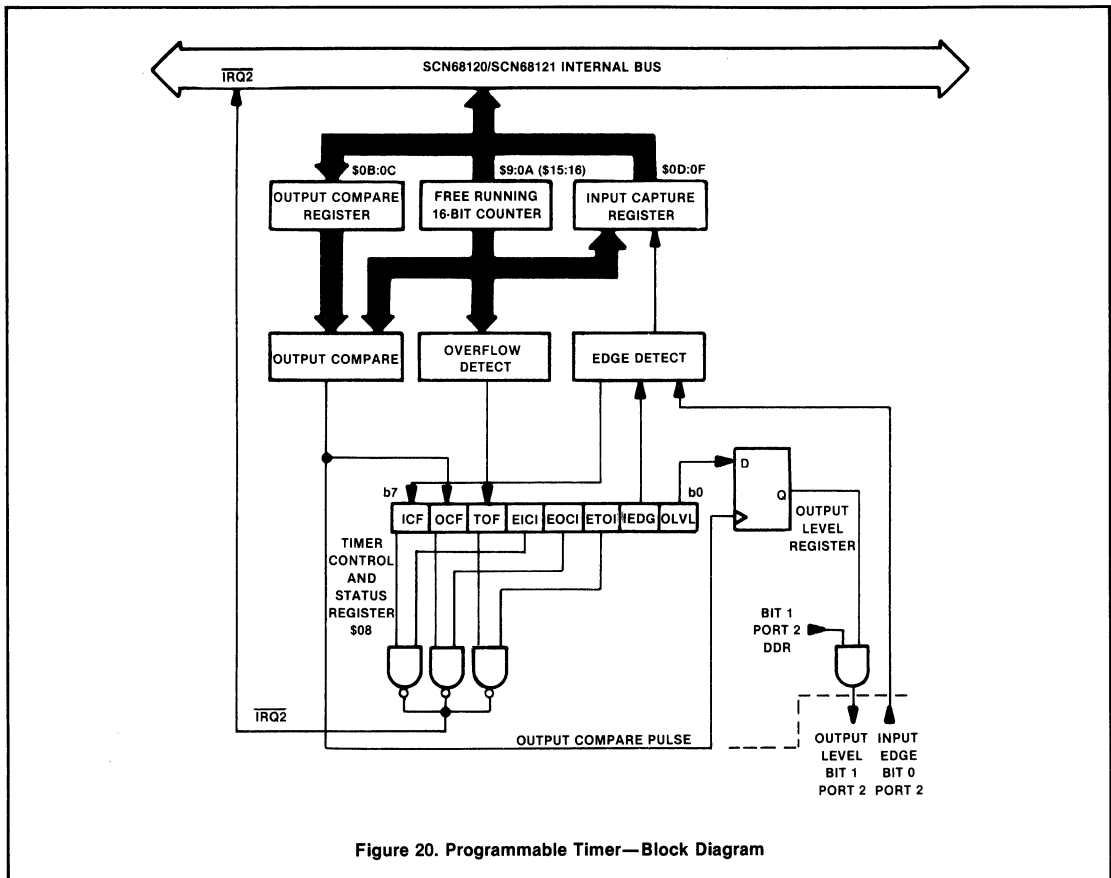 IRQ2
SCN68120/SCN68121 INTERNAL BUS
$0B:0C
$9:0A ($15:16)
$0D:0F
OUTPUT COMPARE
REGISTER
FREE RUNNING
16-BIT COUNTER
INPUT CAPTURE
REGISTER
OUTPUT COMPARE
OVERFLOW
DETECT
EDGE DETECT
b7
b0
ICF OCF TOF EICI EOCI ETOI IEDG OLVL
D
Q
OUTPUT
LEVEL
REGISTER
TIMER
CONTROL
AND
STATUS
REGISTER
$08
BIT 1
PORT 2
DDR
IRQ2
OUTPUT COMPARE PULSE
OUTPUT
LEVEL
BIT 1
PORT 2
INPUT
EDGE
BIT 0
PORT 2
Figure 20. Programmable Timer—Block Diagram